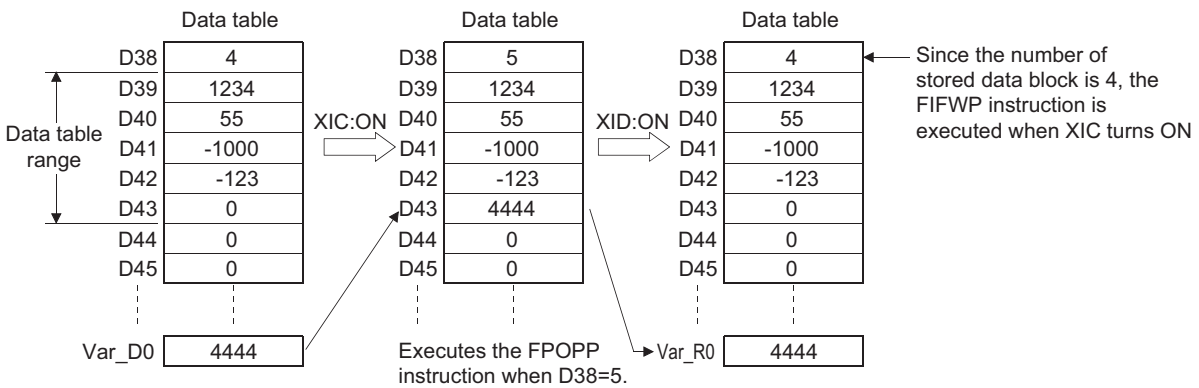 Data table Data table Data table
D38 4 D38 5 D38 4 Since the number of
D39 1234 D39 1234 D39 1234 stored data block is 4, the
D40 55 XIC:ON D40 55 XID:ON D40 55 FIFWP instruction is
Data table D41 -1000 D41 -1000 D41 -1000 executed when XIC turns ON
range D42 -123 D42 -123 D42 -123
D43 0 D43 4444 D43 0
D44 0 D44 0 D44 0
D45 0 D45 0 D45 0
Var_D0 4444 Executes the FPOPP Var_R0 4444
instruction when D38=5.